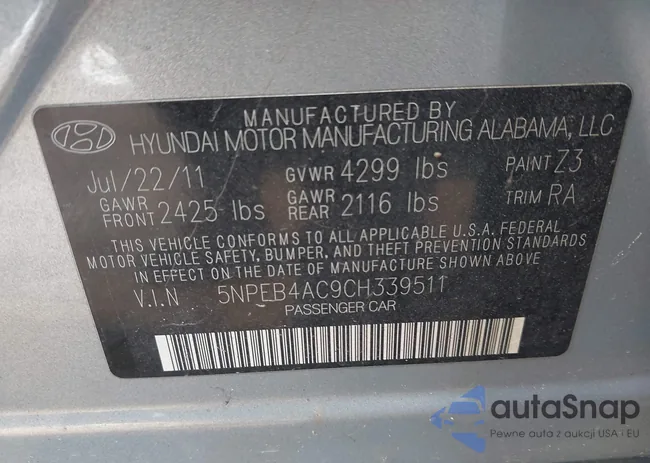 MANUFACTURED BY
HYUNDAI MOTOR MANUFACTURING ALABAMA, LLC
Jul/22/11 GVWR 4299 lbs PAINT Z3
GAWR FRONT 2425 lbs GAWR REAR 2116 lbs TRIM RA
THIS VEHICLE CONFORMS TO ALL APPLICABLE U.S.A. FEDERAL
MOTOR VEHICLE SAFETY, BUMPER, AND THEFT PREVENTION STANDARDS
IN EFFECT ON THE DATE OF MANUFACTURE SHOWN ABOVE.
V.I.N 5NPEB4AC9CH339511
PASSENGER CAR
autaSnap
Pewne auta z aukcji USA i EU